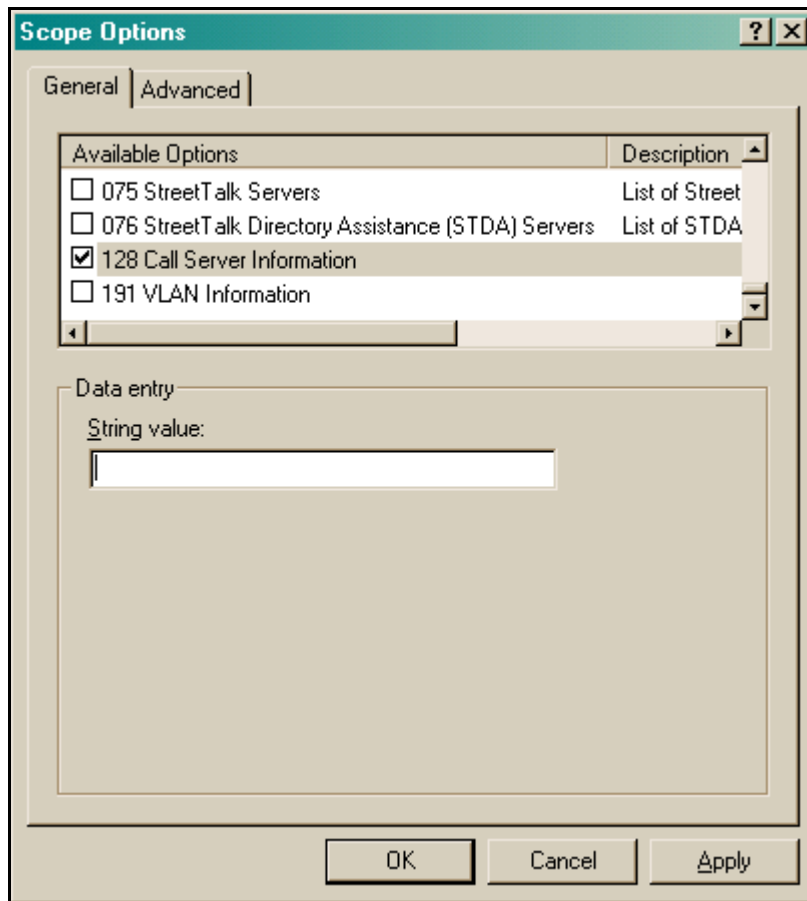 Scope Options
General Advanced
Available Options Description
075 StreetTalk Servers List of Street
076 StreetTalk Directory Assistance (STDA) Servers List of STDA
128 Call Server Information
191 VLAN Information
Data entry
String value:
OK Cancel Apply